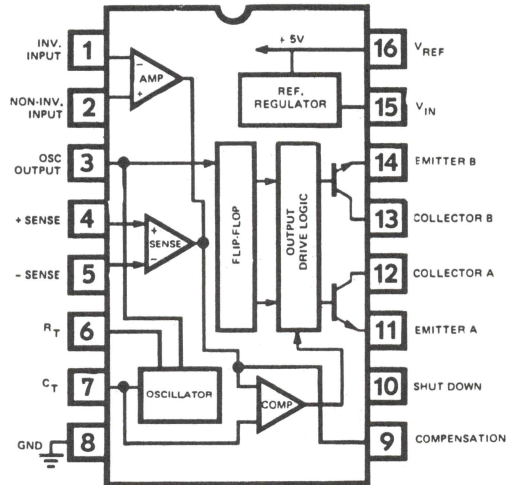 INV.
INPUT
1
NON-INV.
INPUT
2
OSC
OUTPUT
3
+ SENSE
4
- SENSE
5
RT
6
CT
7
GND
8
AMP
-
+
+
SENSE
-
OSCILLATOR
COMP
FLIP-FLOP
OUTPUT
DRIVE LOGIC
+ 5V
REF.
REGULATOR
16
VREF
15
VIN
14
EMITTER B
13
COLLECTOR B
12
COLLECTOR A
11
EMITTER A
10
SHUT DOWN
9
COMPENSATION